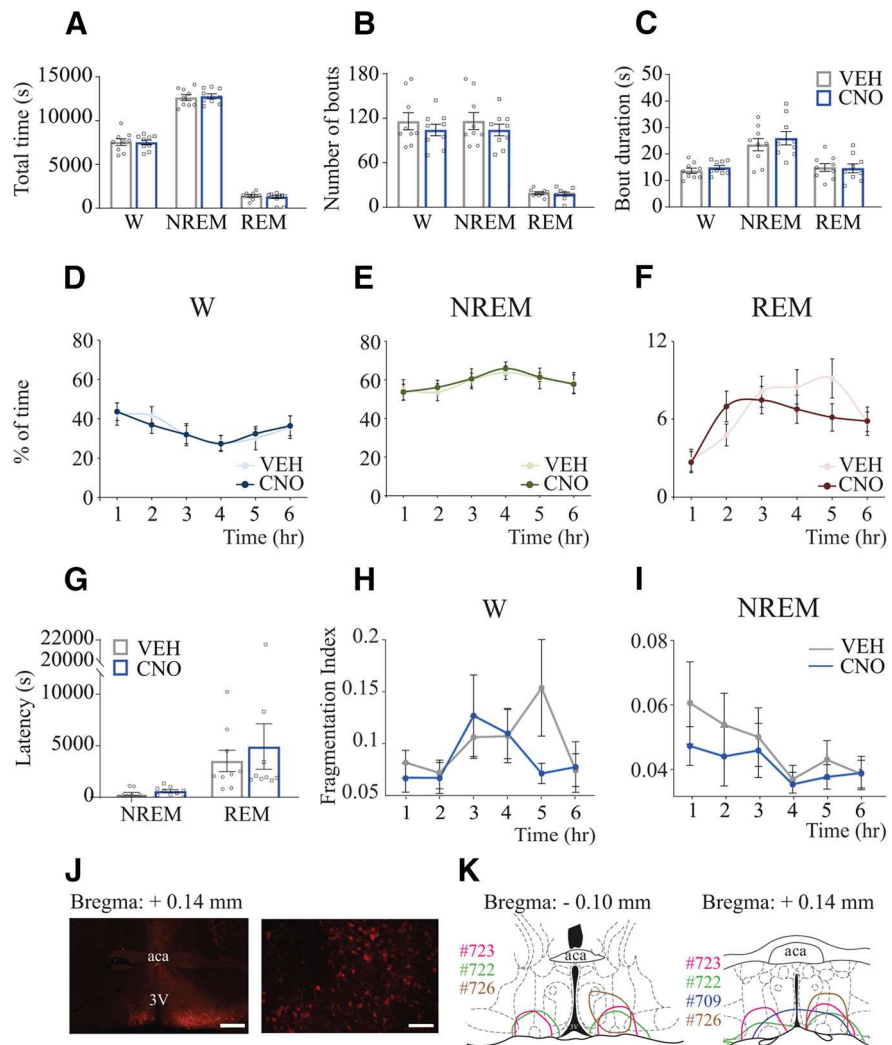 A
B
C
Total time (s)
15000
10000
5000
0
W NREM REM
Number of bouts
180
120
60
0
W NREM REM
Bout duration (s)
50
40
30
20
10
0
W NREM REM
VEH
CNO
D
E
F
W
NREM
REM
% of time
80
60
40
20
0
1 2 3 4 5 6
Time (hr)
VEH
CNO
80
60
40
20
0
1 2 3 4 5 6
Time (hr)
VEH
CNO
12
6
0
1 2 3 4 5 6
Time (hr)
VEH
CNO
G
H
I
W
NREM
Latency (s)
22000
20000
10000
5000
0
VEH
CNO
NREM REM
Fragmentation Index
0.2
0.15
0.1
0.05
1 2 3 4 5 6
Time (hr)
0.08
0.06
0.04
VEH
CNO
1 2 3 4 5 6
Time (hr)
J
K
Bregma: + 0.14 mm
aca
3V
Bregma: - 0.10 mm
#723
#722
#726
aca
3V
Bregma: + 0.14 mm
#723
#722
#709
#726
aca